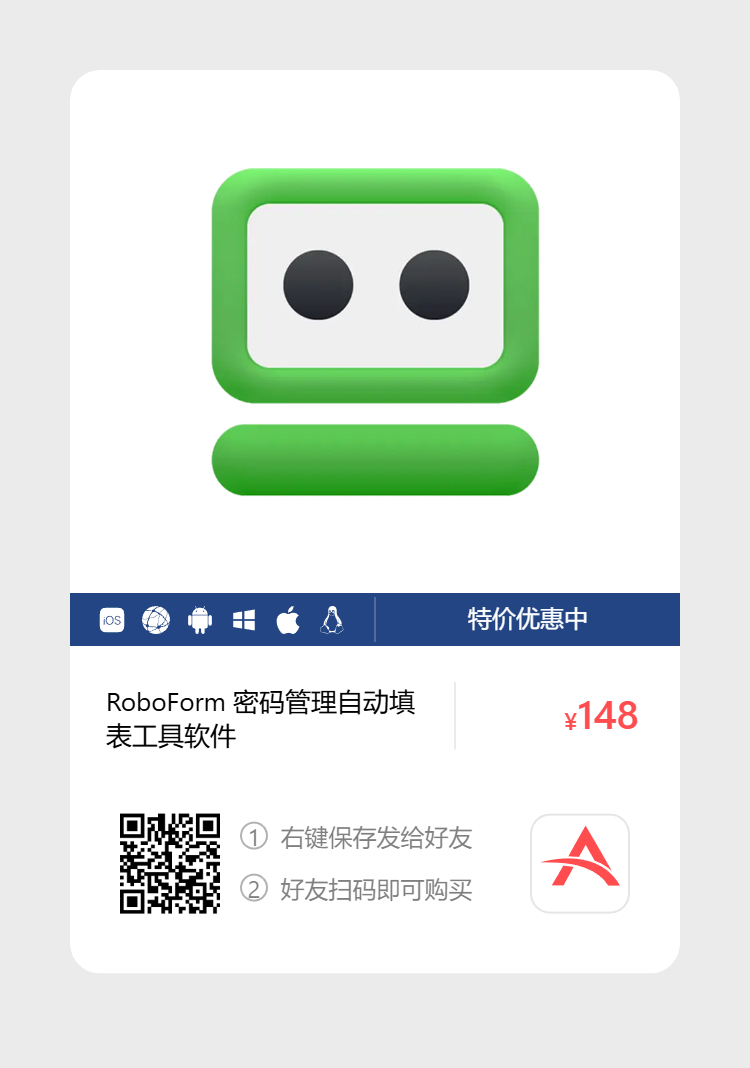 iOS
特价优惠中
RoboForm 密码管理自动填
表工具软件
¥148
① 右键保存发给好友
② 好友扫码即可购买